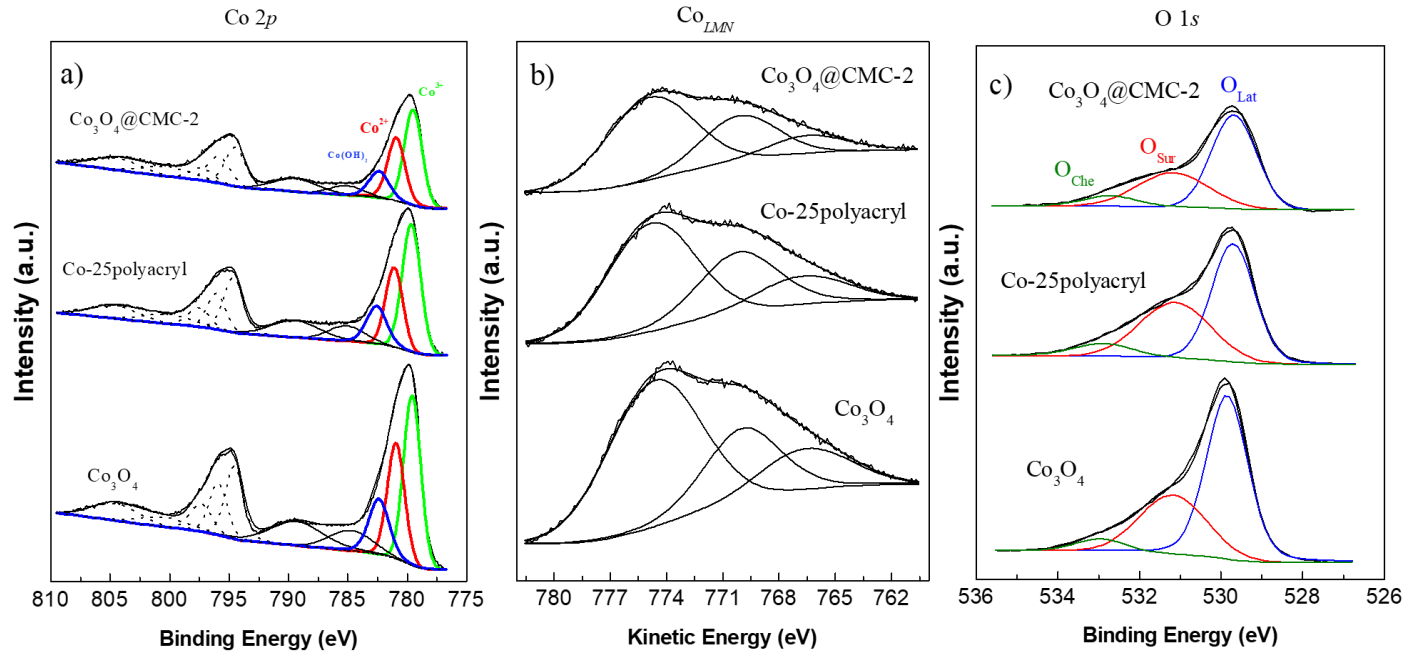 Co 2p
a)
Co³⁺
Co₃O₄@CMC-2
Co²⁺
Co(OH)₂
Co-25polyacryl
Co₃O₄
Intensity (a.u.)
810 805 800 795 790 785 780 775
Binding Energy (eV)
Co_LMN
b)
Co₃O₄@CMC-2
Co-25polyacryl
Co₃O₄
Intensity (a.u.)
780 777 774 771 768 765 762
Kinetic Energy (eV)
O 1s
c)
Co₃O₄@CMC-2
O_Lat
O_Sur
O_Che
Co-25polyacryl
Co₃O₄
Intensity (a.u.)
536 534 532 530 528 526
Binding Energy (eV)